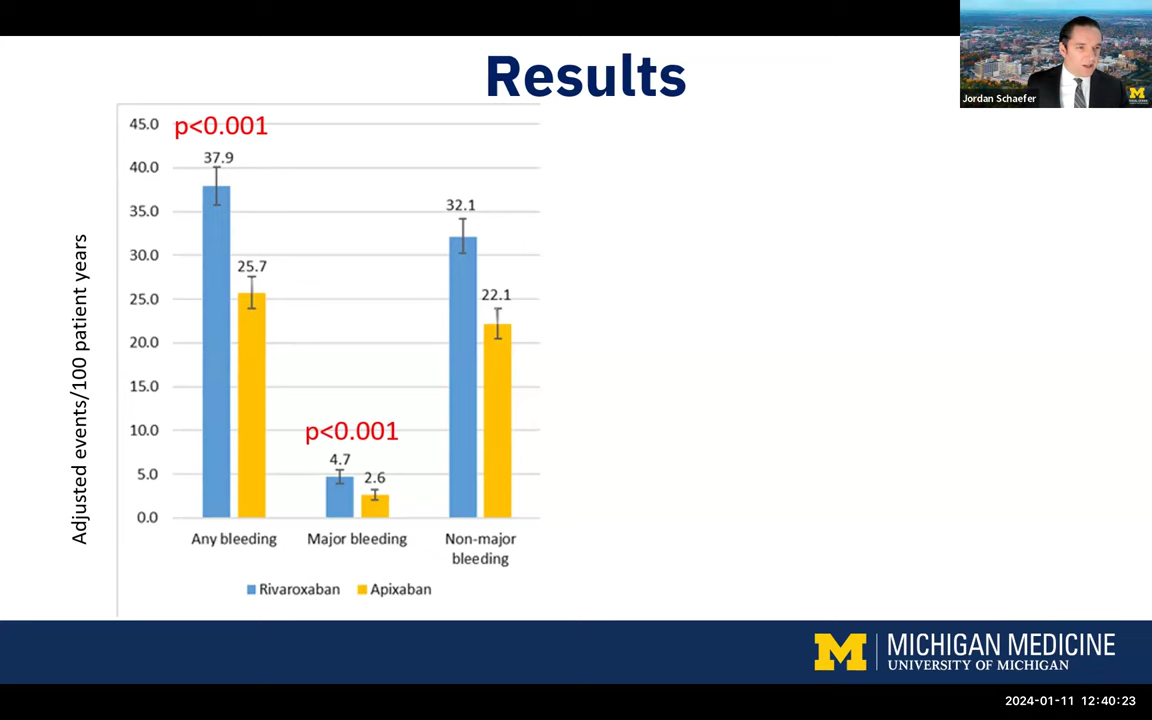 Results
Jordan Schaefer
Adjusted events/100 patient years
45.0
40.0
35.0
30.0
25.0
20.0
15.0
10.0
5.0
0.0
p<0.001
37.9
25.7
p<0.001
4.7
2.6
32.1
22.1
Any bleeding
Major bleeding
Non-major
bleeding
Rivaroxaban
Apixaban
M
MICHIGAN MEDICINE
UNIVERSITY OF MICHIGAN
2024-01-11 12:40:23